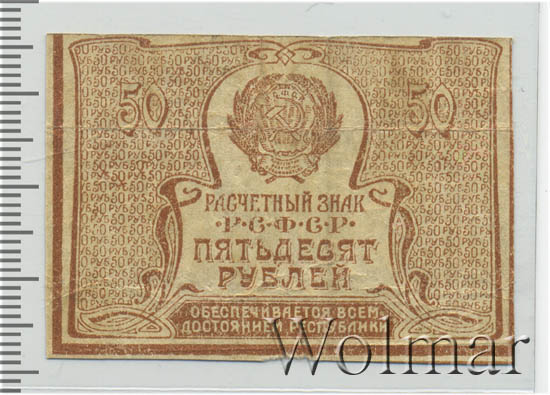 50 50
РАСЧЕТНЫЙ ЗНАК
Р·С·Ф·С·Р
ПЯТЬДЕСЯТ
РУБЛЕЙ
ОБЕСПЕЧИВАЕТСЯ ВСЕМ
ДОСТОЯНИЕМ РЕСПУБЛИКИ
Wolmar